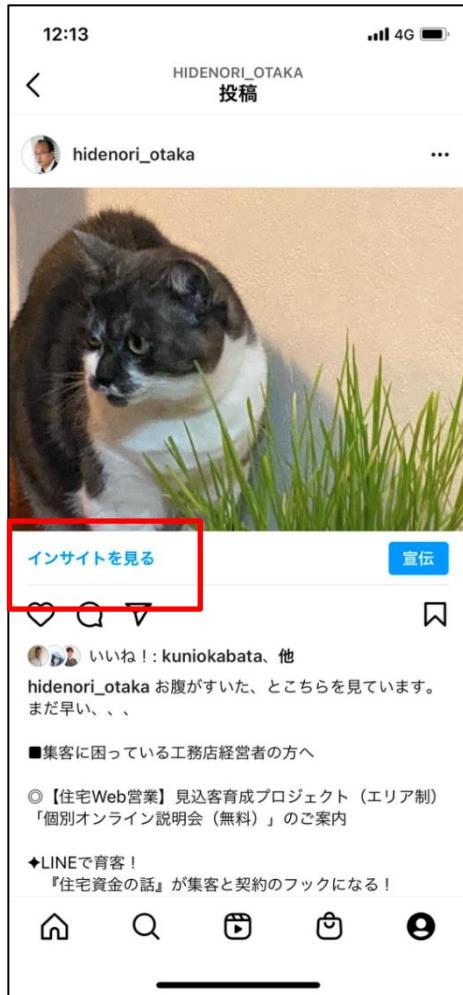 12:13
4G
HIDENORI_OTAKA
投稿
hidenori_otaka
インサイトを見る
宣伝
いいね！: kuniokabata、他
hidenori_otaka お腹がすいた、とこちらを見ています。
まだ早い、、、
■集客に困っている工務店経営者の方へ
◎【住宅Web営業】見込客育成プロジェクト（エリア制）
「個別オンライン説明会（無料）」のご案内
✦LINEで育客！
『住宅資金の話』が集客と契約のフックになる！